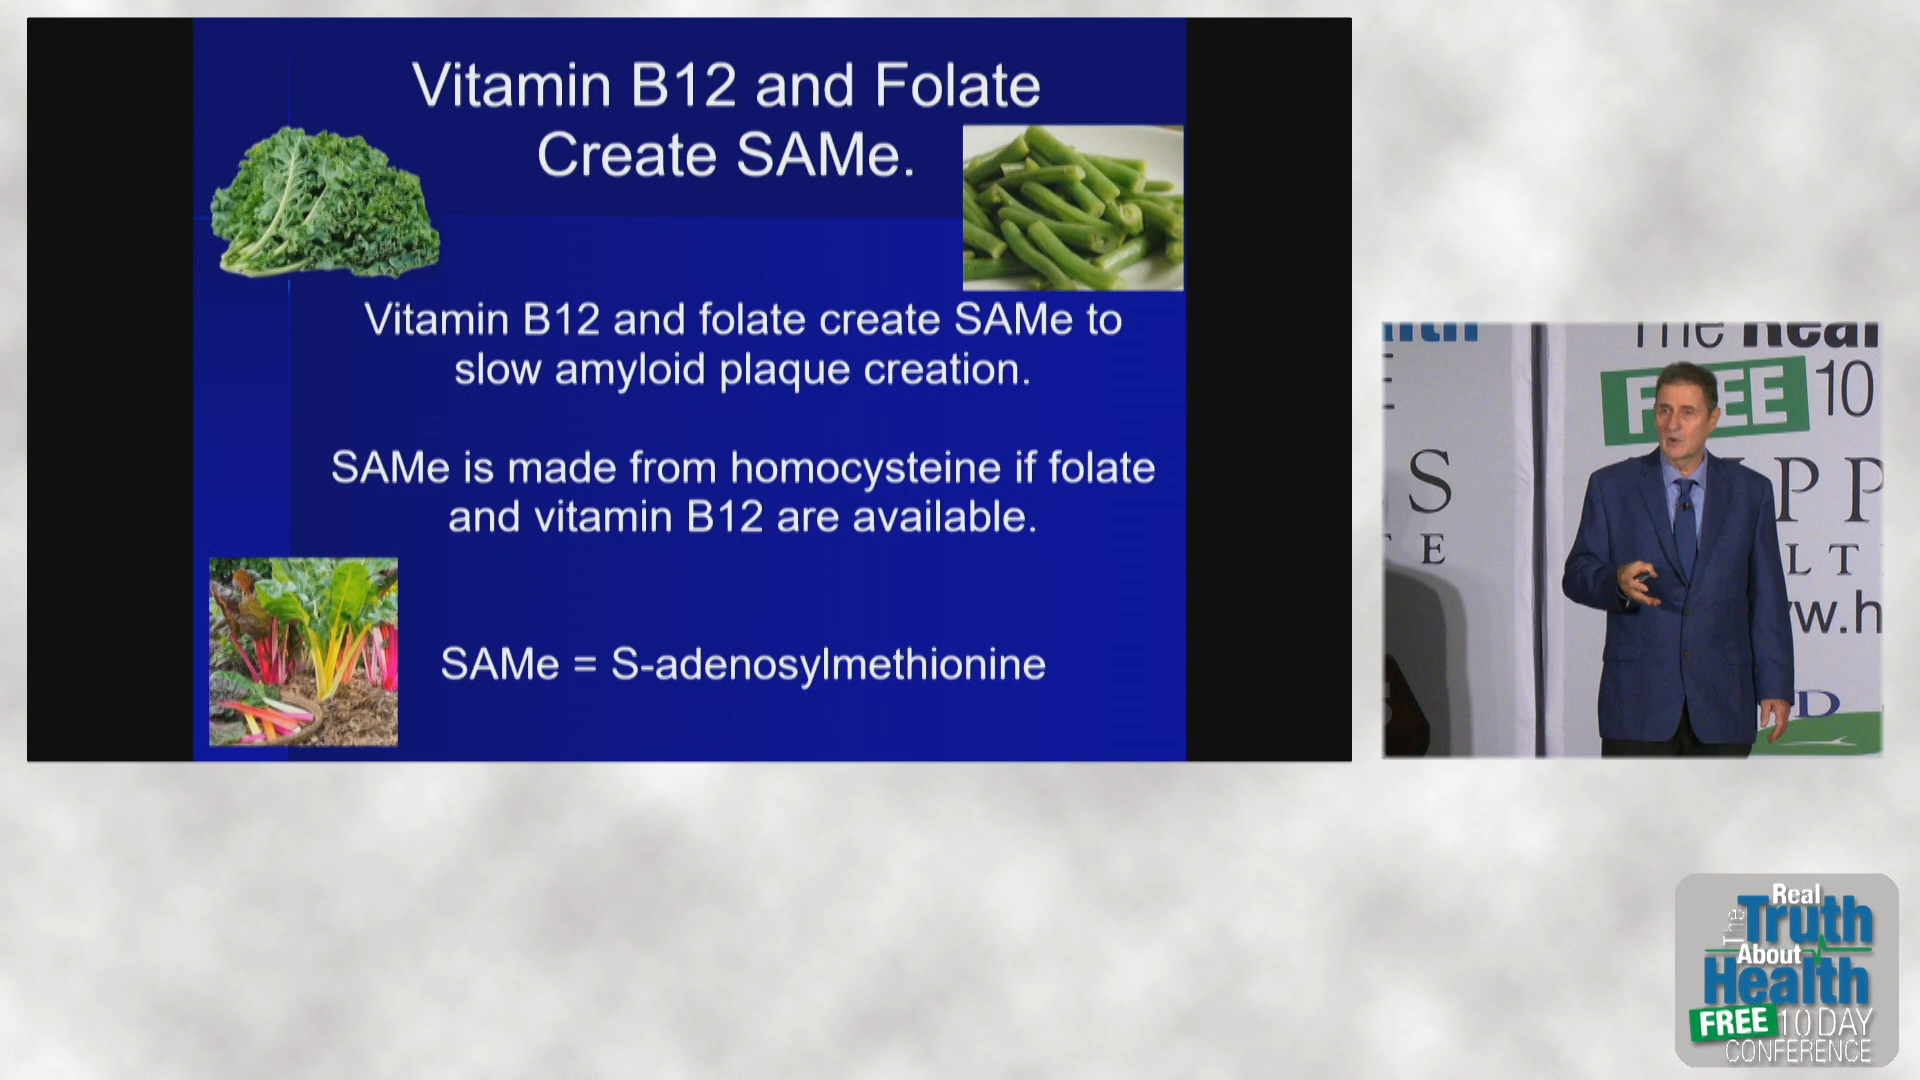 Vitamin B12 and Folate
Create SAMe.
Vitamin B12 and folate create SAMe to
slow amyloid plaque creation.
SAMe is made from homocysteine if folate
and vitamin B12 are available.
SAMe = S-adenosylmethionine
The Real
FREE 10
S
PP
E
LT
w.h
D
The Real
Truth
About
Health
FREE 10 DAY
CONFERENCE